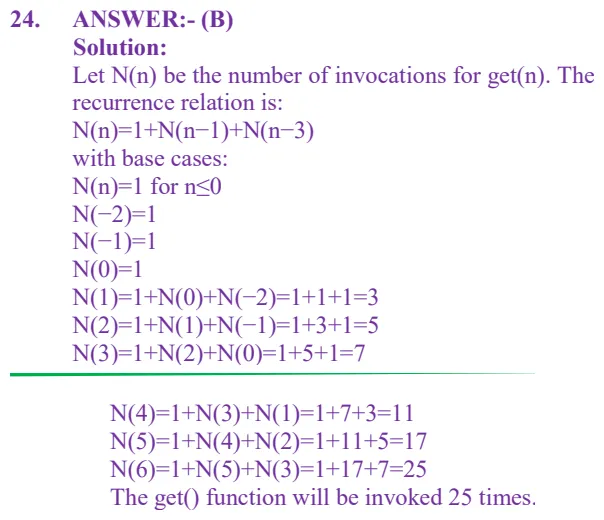 24. ANSWER:- (B)
Solution:
Let N(n) be the number of invocations for get(n). The
recurrence relation is:
N(n)=1+N(n−1)+N(n−3)
with base cases:
N(n)=1 for n≤0
N(−2)=1
N(−1)=1
N(0)=1
N(1)=1+N(0)+N(−2)=1+1+1=3
N(2)=1+N(1)+N(−1)=1+3+1=5
N(3)=1+N(2)+N(0)=1+5+1=7
N(4)=1+N(3)+N(1)=1+7+3=11
N(5)=1+N(4)+N(2)=1+11+5=17
N(6)=1+N(5)+N(3)=1+17+7=25
The get() function will be invoked 25 times.